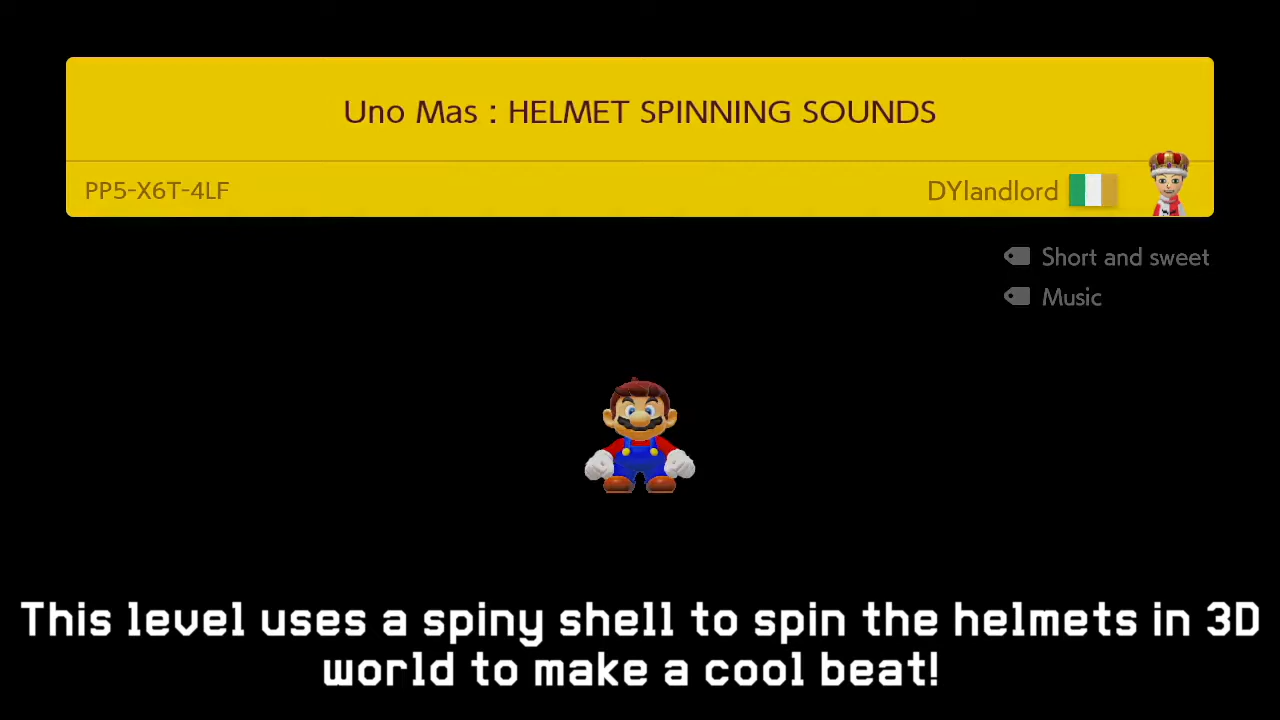 Uno Mas : HELMET SPINNING SOUNDS
PP5-X6T-4LF
DYlandlord
Short and sweet
Music
This level uses a spiny shell to spin the helmets in 3D
world to make a cool beat!